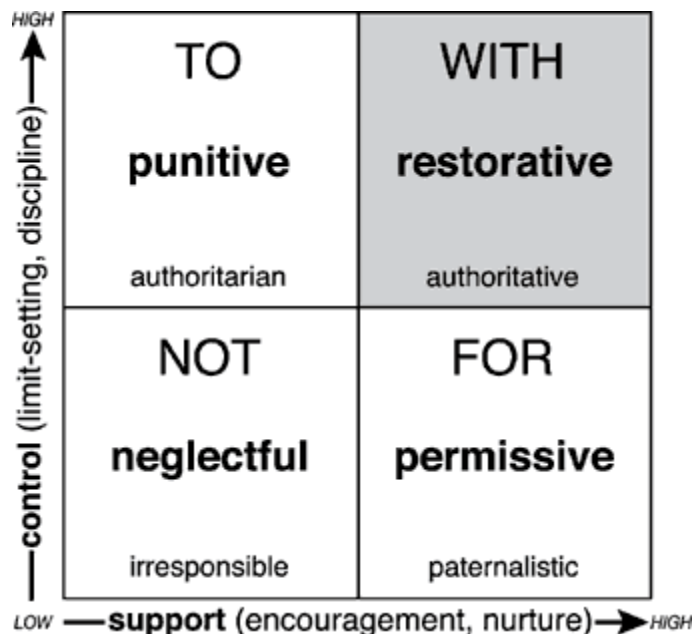 HIGH
TO
WITH
punitive
restorative
authoritarian
authoritative
NOT
FOR
neglectful
permissive
irresponsible
paternalistic
control (limit-setting, discipline)
LOW
support (encouragement, nurture)
HIGH